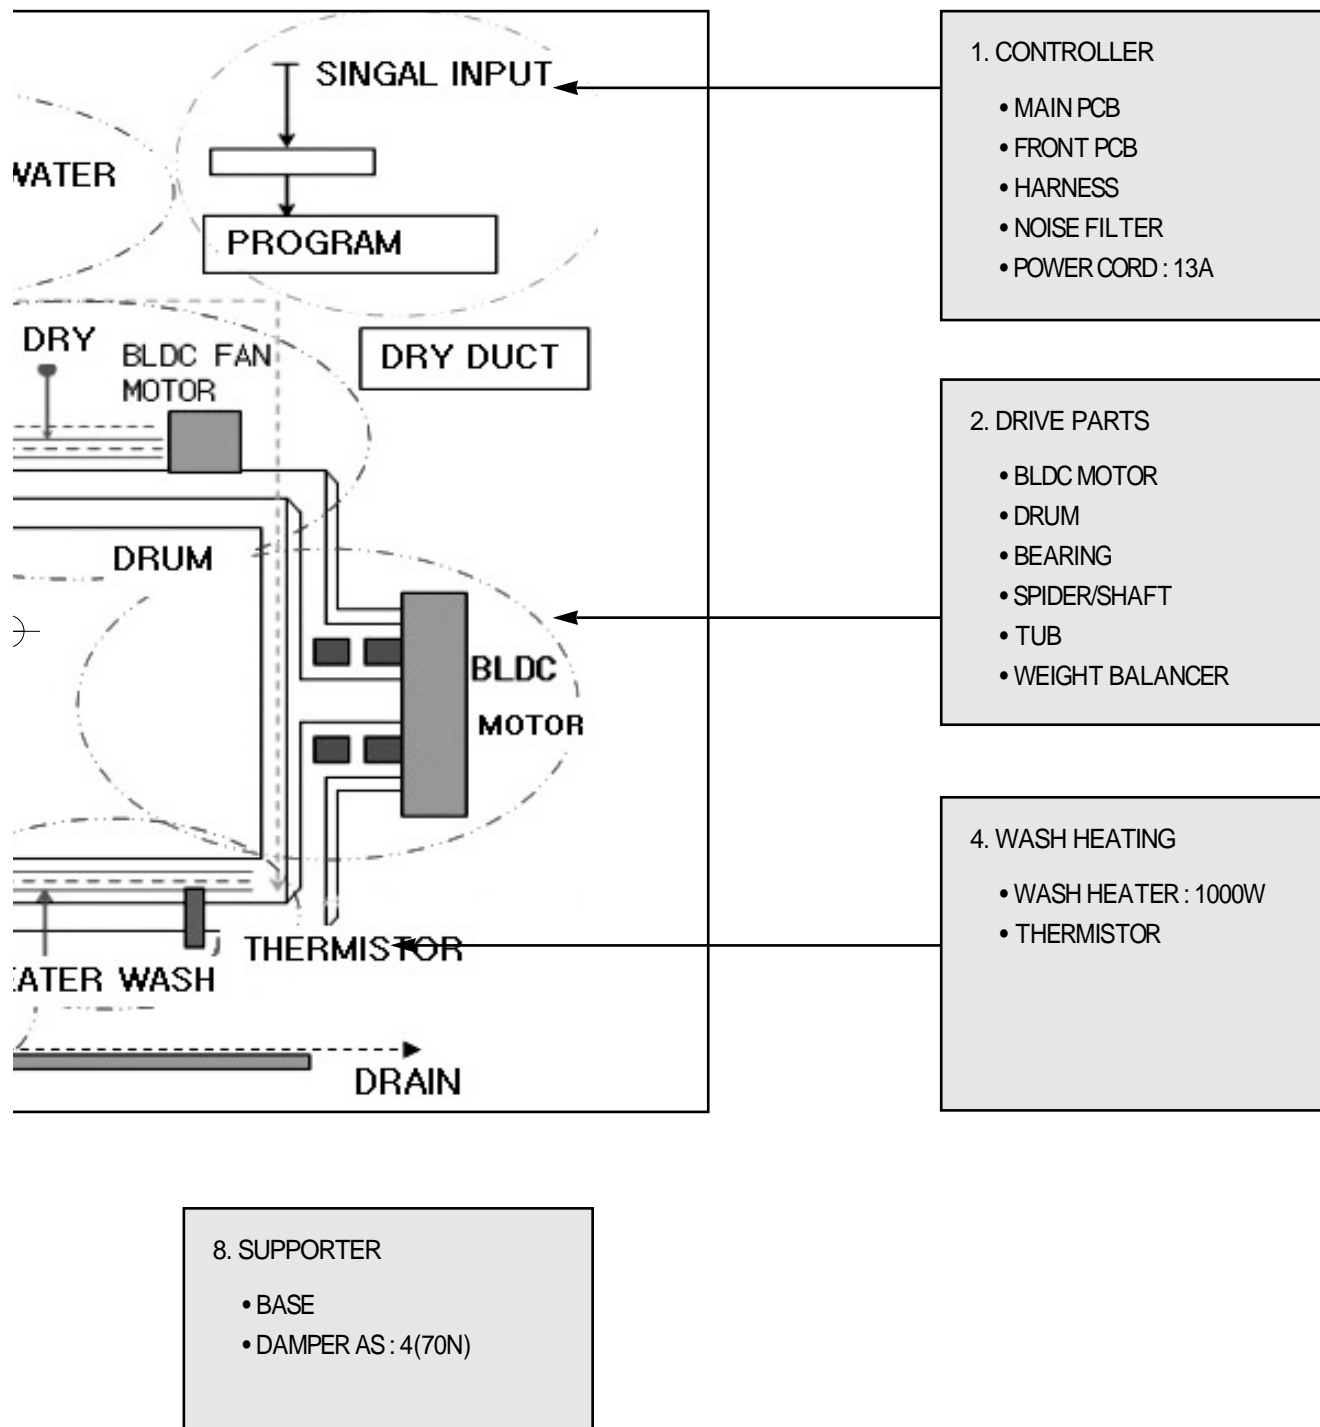 SINGAL INPUT
WATER
PROGRAM
DRY
BLDC FAN
MOTOR
DRY DUCT
DRUM
BLDC
MOTOR
THERMISTOR
EATER WASH
DRAIN
1. CONTROLLER
• MAIN PCB
• FRONT PCB
• HARNESS
• NOISE FILTER
• POWER CORD : 13A
2. DRIVE PARTS
• BLDC MOTOR
• DRUM
• BEARING
• SPIDER/SHAFT
• TUB
• WEIGHT BALANCER
4. WASH HEATING
• WASH HEATER : 1000W
• THERMISTOR
8. SUPPORTER
• BASE
• DAMPER AS : 4(70N)